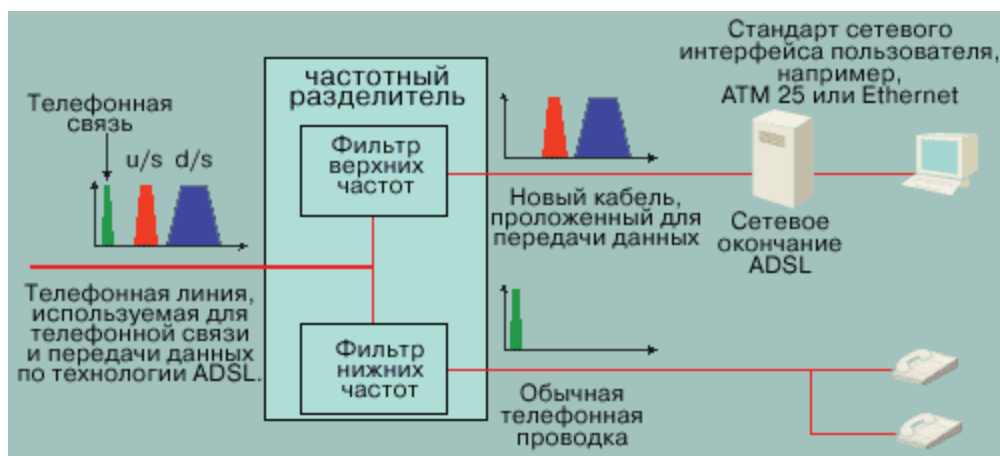 Телефонная
связь
u/s d/s
Телефонная линия,
используемая для
телефонной связи
и передачи данных
по технологии ADSL.
частотный
разделитель
Фильтр
верхних
частот
Фильтр
нижних
частот
Новый кабель,
проложенный для
передачи данных
Обычная
телефонная
проводка
Стандарт сетевого
интерфейса пользователя,
например,
ATM 25 или Ethernet
Сетевое
окончание
ADSL